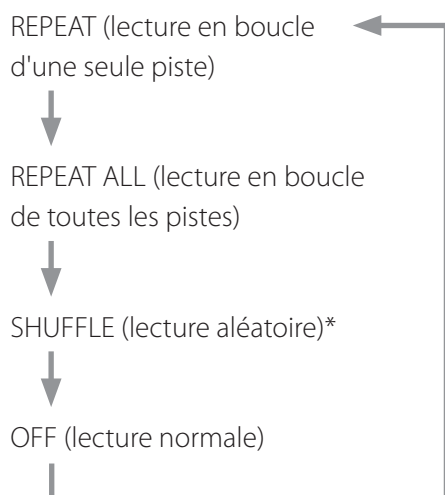 REPEAT (lecture en boucle
d'une seule piste)
REPEAT ALL (lecture en boucle
de toutes les pistes)
SHUFFLE (lecture aléatoire)*
OFF (lecture normale)